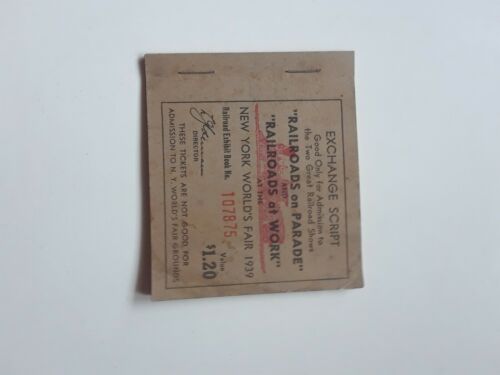 EXCHANGE SCRIPT
Good Only for Admission to
the Two Great Railroad Shows
"RAILROADS on PARADE"
AND
"RAILROADS at WORK"
AT THE
NEW YORK WORLD'S FAIR 1939
Railroad Exhibit Book No. 107875 Value $1.20
DIRECTOR
THESE TICKETS ARE NOT GOOD FOR
ADMISSION TO N. Y. WORLD'S FAIR GROUNDS